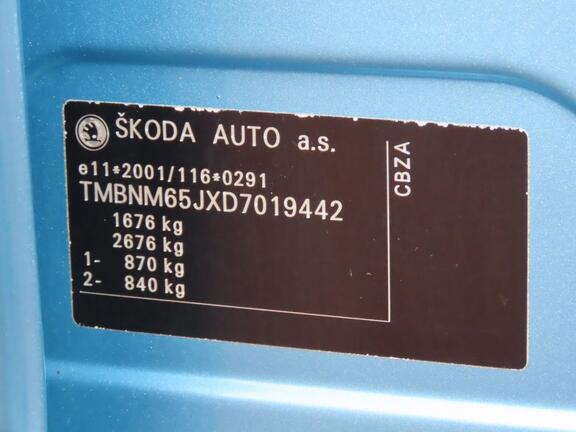 ŠKODA AUTO a.s.
e11*2001/116*0291
TMBNM65JXD7019442
1676 kg
2676 kg
1- 870 kg
2- 840 kg
CBZA